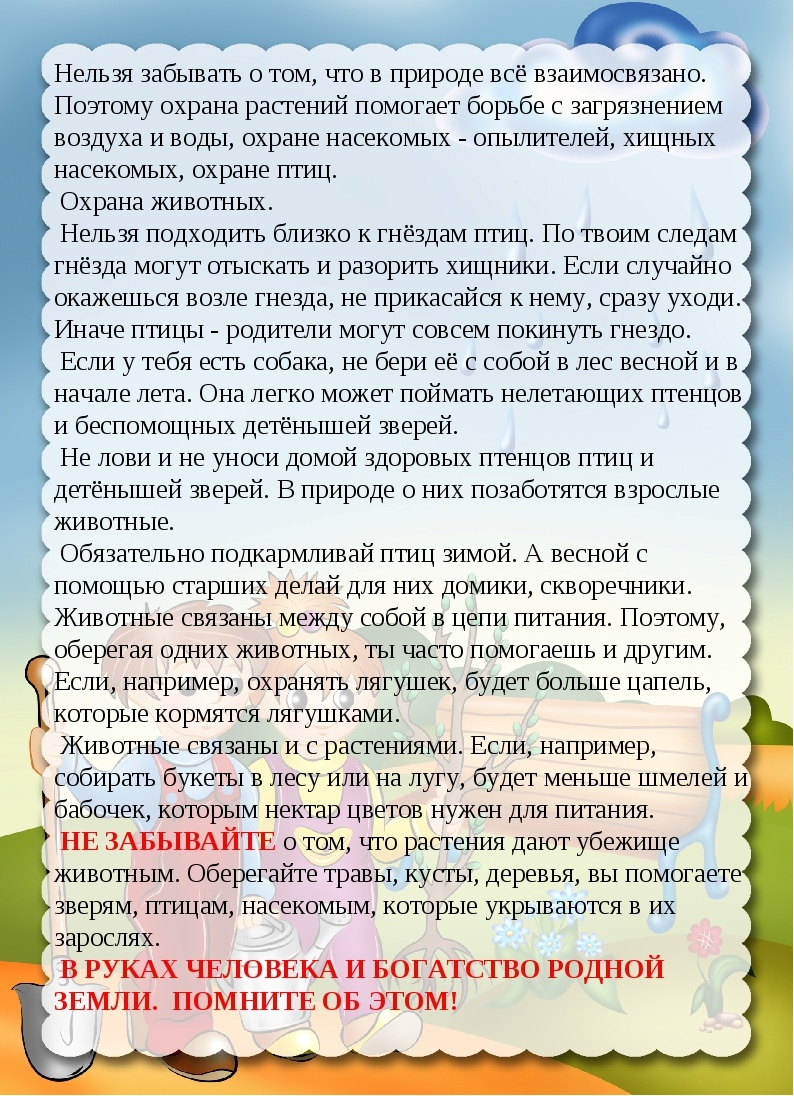 Нельзя забывать о том, что в природе всё взаимосвязано.
Поэтому охрана растений помогает борьбе с загрязнением
воздуха и воды, охране насекомых - опылителей, хищных
насекомых, охране птиц.
Охрана животных.
Нельзя подходить близко к гнёздам птиц. По твоим следам
гнёзда могут отыскать и разорить хищники. Если случайно
окажешься возле гнезда, не прикасайся к нему, сразу уходи.
Иначе птицы - родители могут совсем покинуть гнездо.
Если у тебя есть собака, не бери её с собой в лес весной и в
начале лета. Она легко может поймать нелетающих птенцов
и беспомощных детёнышей зверей.
Не лови и не уноси домой здоровых птенцов птиц и
детёнышей зверей. В природе о них позаботятся взрослые
животные.
Обязательно подкармливай птиц зимой. А весной с
помощью старших делай для них домики, скворечники.
Животные связаны между собой в цепи питания. Поэтому,
оберегая одних животных, ты часто помогаешь и другим.
Если, например, охранять лягушек, будет больше цапель,
которые кормятся лягушками.
Животные связаны и с растениями. Если, например,
собирать букеты в лесу или на лугу, будет меньше шмелей и
бабочек, которым нектар цветов нужен для питания.
НЕ ЗАБЫВАЙТЕ о том, что растения дают убежище
животным. Оберегайте травы, кусты, деревья, вы помогаете
зверям, птицам, насекомым, которые укрываются в их
зарослях.
В РУКАХ ЧЕЛОВЕКА И БОГАТСТВО РОДНОЙ
ЗЕМЛИ. ПОМНИТЕ ОБ ЭТОМ!